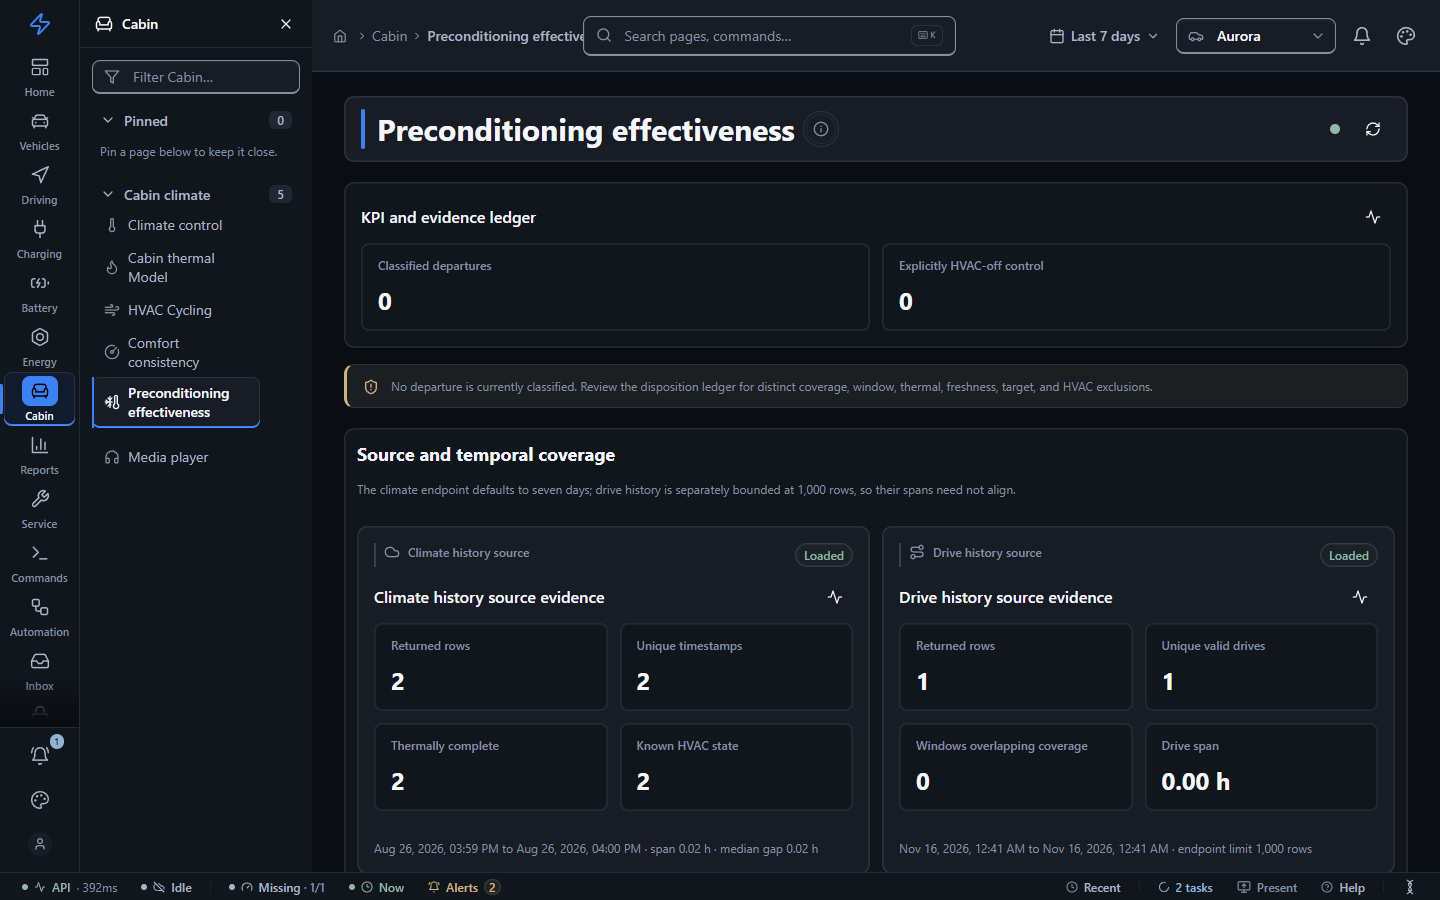 Home
Vehicles
Driving
Charging
Battery
Energy
Cabin
Reports
Service
Commands
Automation
Inbox
1
Cabin
Filter Cabin...
Pinned
0
Pin a page below to keep it close.
Cabin climate
5
Climate control
Cabin thermal
Model
HVAC Cycling
Comfort
consistency
Preconditioning
effectiveness
Media player
Cabin
Preconditioning effective
Search pages, commands...
K
Last 7 days
Aurora
Preconditioning effectiveness
KPI and evidence ledger
Classified departures
0
Explicitly HVAC-off control
0
No departure is currently classified. Review the disposition ledger for distinct coverage, window, thermal, freshness, target, and HVAC exclusions.
Source and temporal coverage
The climate endpoint defaults to seven days; drive history is separately bounded at 1,000 rows, so their spans need not align.
Climate history source
Loaded
Climate history source evidence
Returned rows
2
Unique timestamps
2
Thermally complete
2
Known HVAC state
2
Aug 26, 2026, 03:59 PM to Aug 26, 2026, 04:00 PM · span 0.02 h · median gap 0.02 h
Drive history source
Loaded
Drive history source evidence
Returned rows
1
Unique valid drives
1
Windows overlapping coverage
0
Drive span
0.00 h
Nov 16, 2026, 12:41 AM to Nov 16, 2026, 12:41 AM · endpoint limit 1,000 rows
API · 392ms
Idle
Missing · 1/1
Now
Alerts 2
Recent
2 tasks
Present
Help